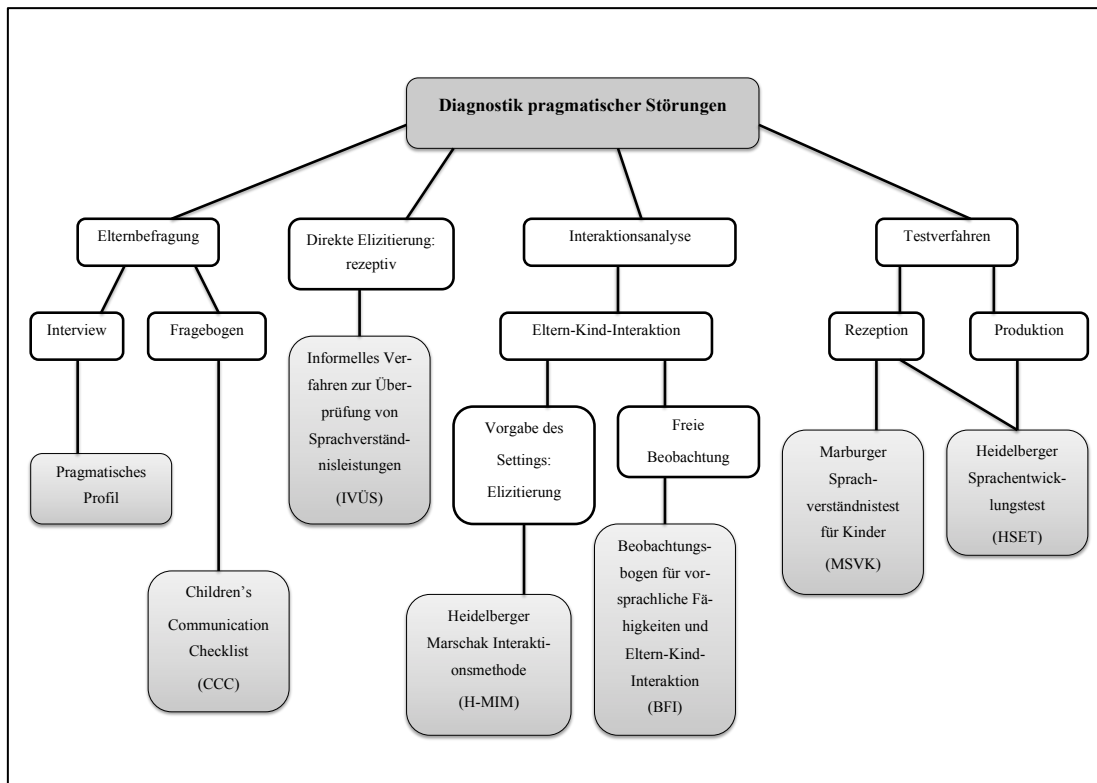 Diagnostik pragmatischer Störungen
Elternbefragung
Direkte Elizitierung:
rezeptiv
Interaktionsanalyse
Testverfahren
Interview
Fragebogen
Eltern-Kind-Interaktion
Rezeption
Produktion
Informelles Ver-
fahren zur Über-
prüfung von
Sprachverständ-
nisleistungen
(IVÜS)
Vorgabe des
Settings:
Elizitierung
Freie
Beobachtung
Marburger
Sprach-
verständnistest
für Kinder
(MSVK)
Heidelberger
Sprachentwick-
lungstest
(HSET)
Pragmatisches
Profil
Children's
Communication
Checklist
(CCC)
Heidelberger
Marschak Interakti-
onsmethode
(H-MIM)
Beobachtungs-
bogen für vor-
sprachliche Fä-
higkeiten und
Eltern-Kind-
Interaktion
(BFI)